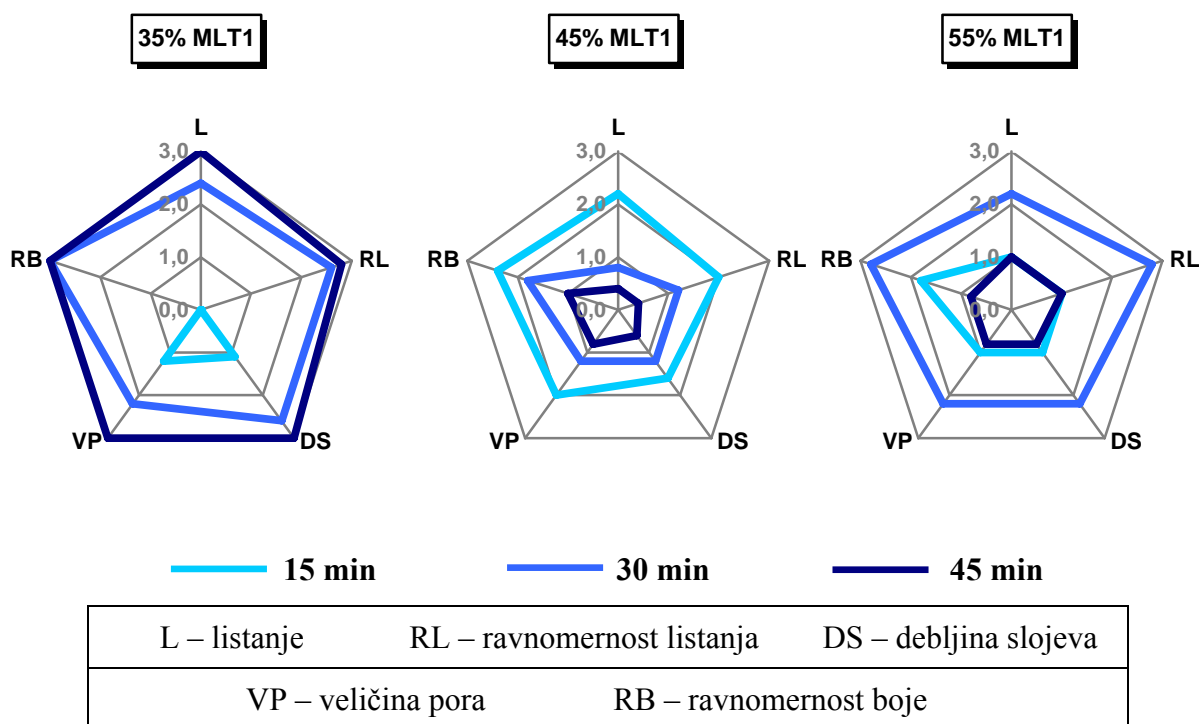 35% MLT1 45% MLT1 55% MLT1
L L L
3,0 3,0 3,0
2,0 2,0 2,0
RB RL RB RL RB RL
1,0 1,0 1,0
0,0 0,0 0,0
VP DS VP DS VP DS
15 min 30 min 45 min
L – listanje RL – ravnomernost listanja DS – debljina slojeva
VP – veličina pora RB – ravnomernost boje